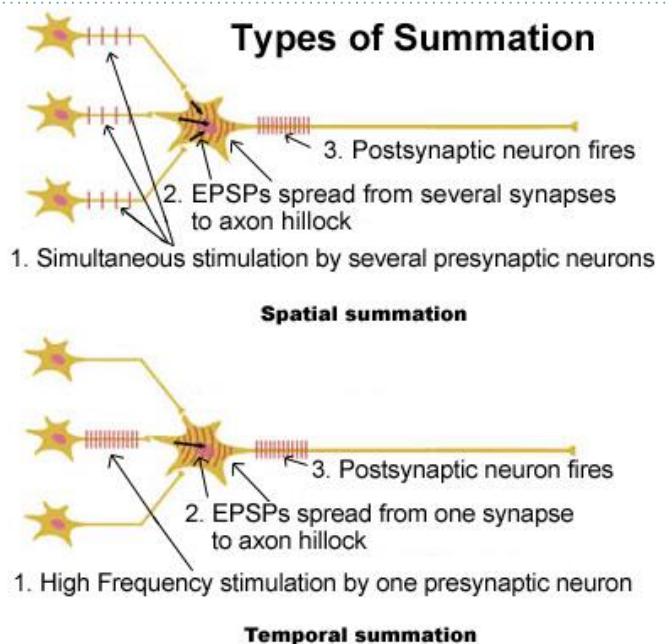 Types of Summation
3. Postsynaptic neuron fires
2. EPSPs spread from several synapses
to axon hillock
1. Simultaneous stimulation by several presynaptic neurons
Spatial summation
3. Postsynaptic neuron fires
2. EPSPs spread from one synapse
to axon hillock
1. High Frequency stimulation by one presynaptic neuron
Temporal summation